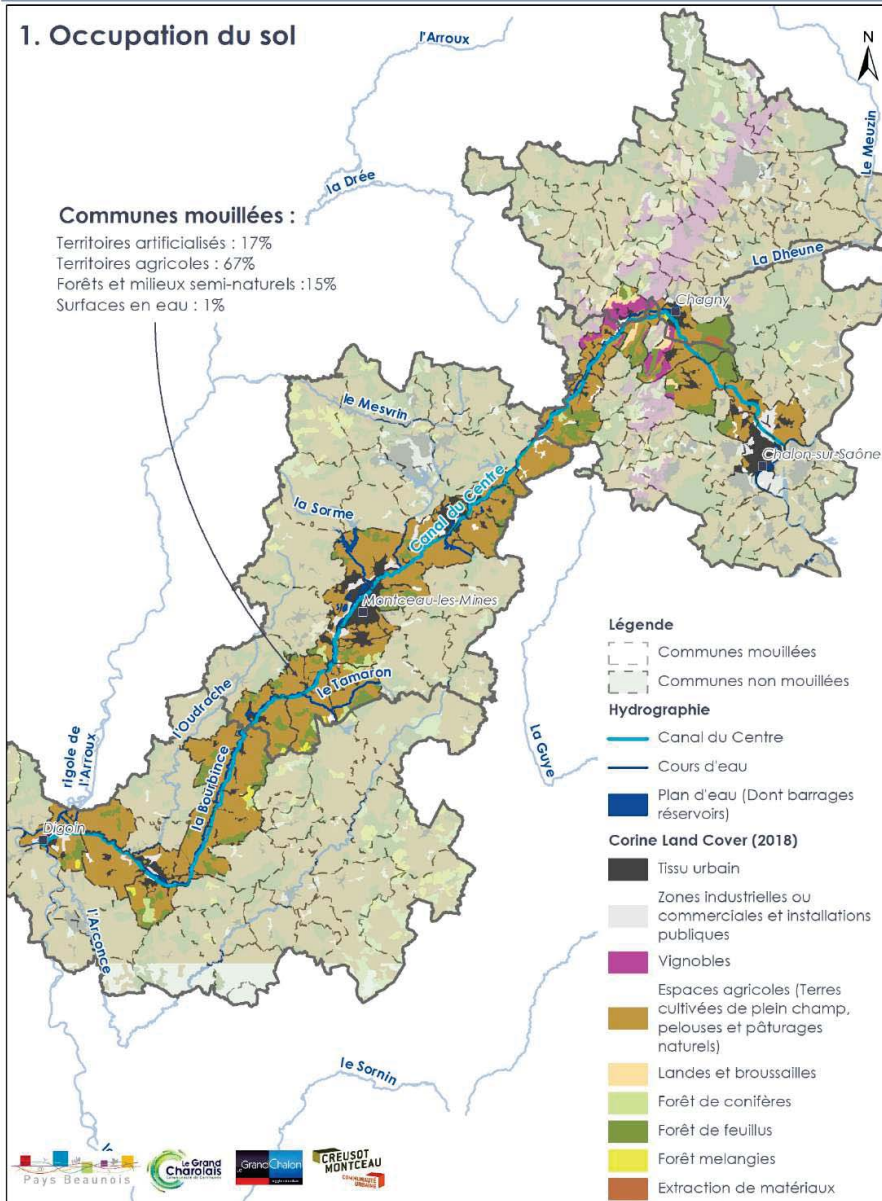 1. Occupation du sol
l'Arroux
N
Le Meuzin
la Drée
Communes mouillées :
Territoires artificialisés : 17%
Territoires agricoles : 67%
Forêts et milieux semi-naturels :15%
Surfaces en eau : 1%
La Dheune
Chagny
le Mesvrin
Chalon-sur-Saône
la Sorme
Canal du Centre
Montceau-les-Mines
le Tamaron
l'Oudrache
La Guye
rigole de
l'Arroux
la Bourbince
Digoin
l'Arconce
le Sornin
Légende
Communes mouillées
Communes non mouillées
Hydrographie
Canal du Centre
Cours d'eau
Plan d'eau (Dont barrages
réservoirs)
Corine Land Cover (2018)
Tissu urbain
Zones industrielles ou
commerciales et installations
publiques
Vignobles
Espaces agricoles (Terres
cultivées de plein champ,
pelouses et pâturages
naturels)
Landes et broussailles
Forêt de conifères
Forêt de feuillus
Forêt melangies
Extraction de matériaux
Pays Beaunois
Le Grand
Charolais
Le GrandChalon
agglomération
CREUSOT
MONTCEAU
COMMUNAUTÉ
URBAINE